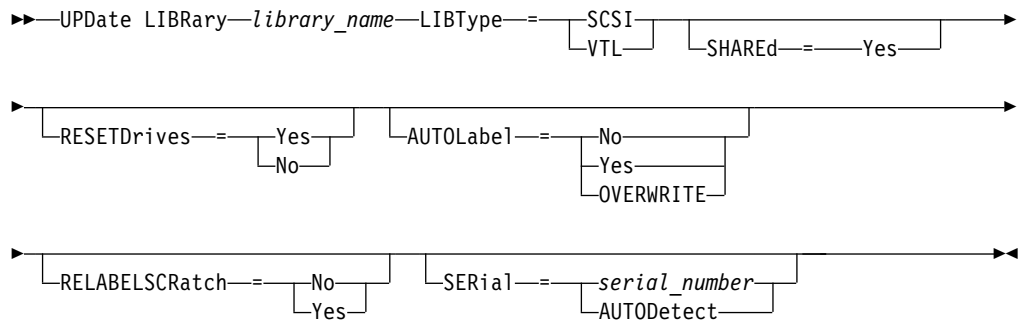 UPDate LIBRary library_name LIBType = SCSI
VTL
SHAREd = Yes
RESETDrives = Yes
No
AUTOLabel = No
Yes
OVERWRITE
RELABELSCRatch = No
Yes
SERial = serial_number
AUTODetect